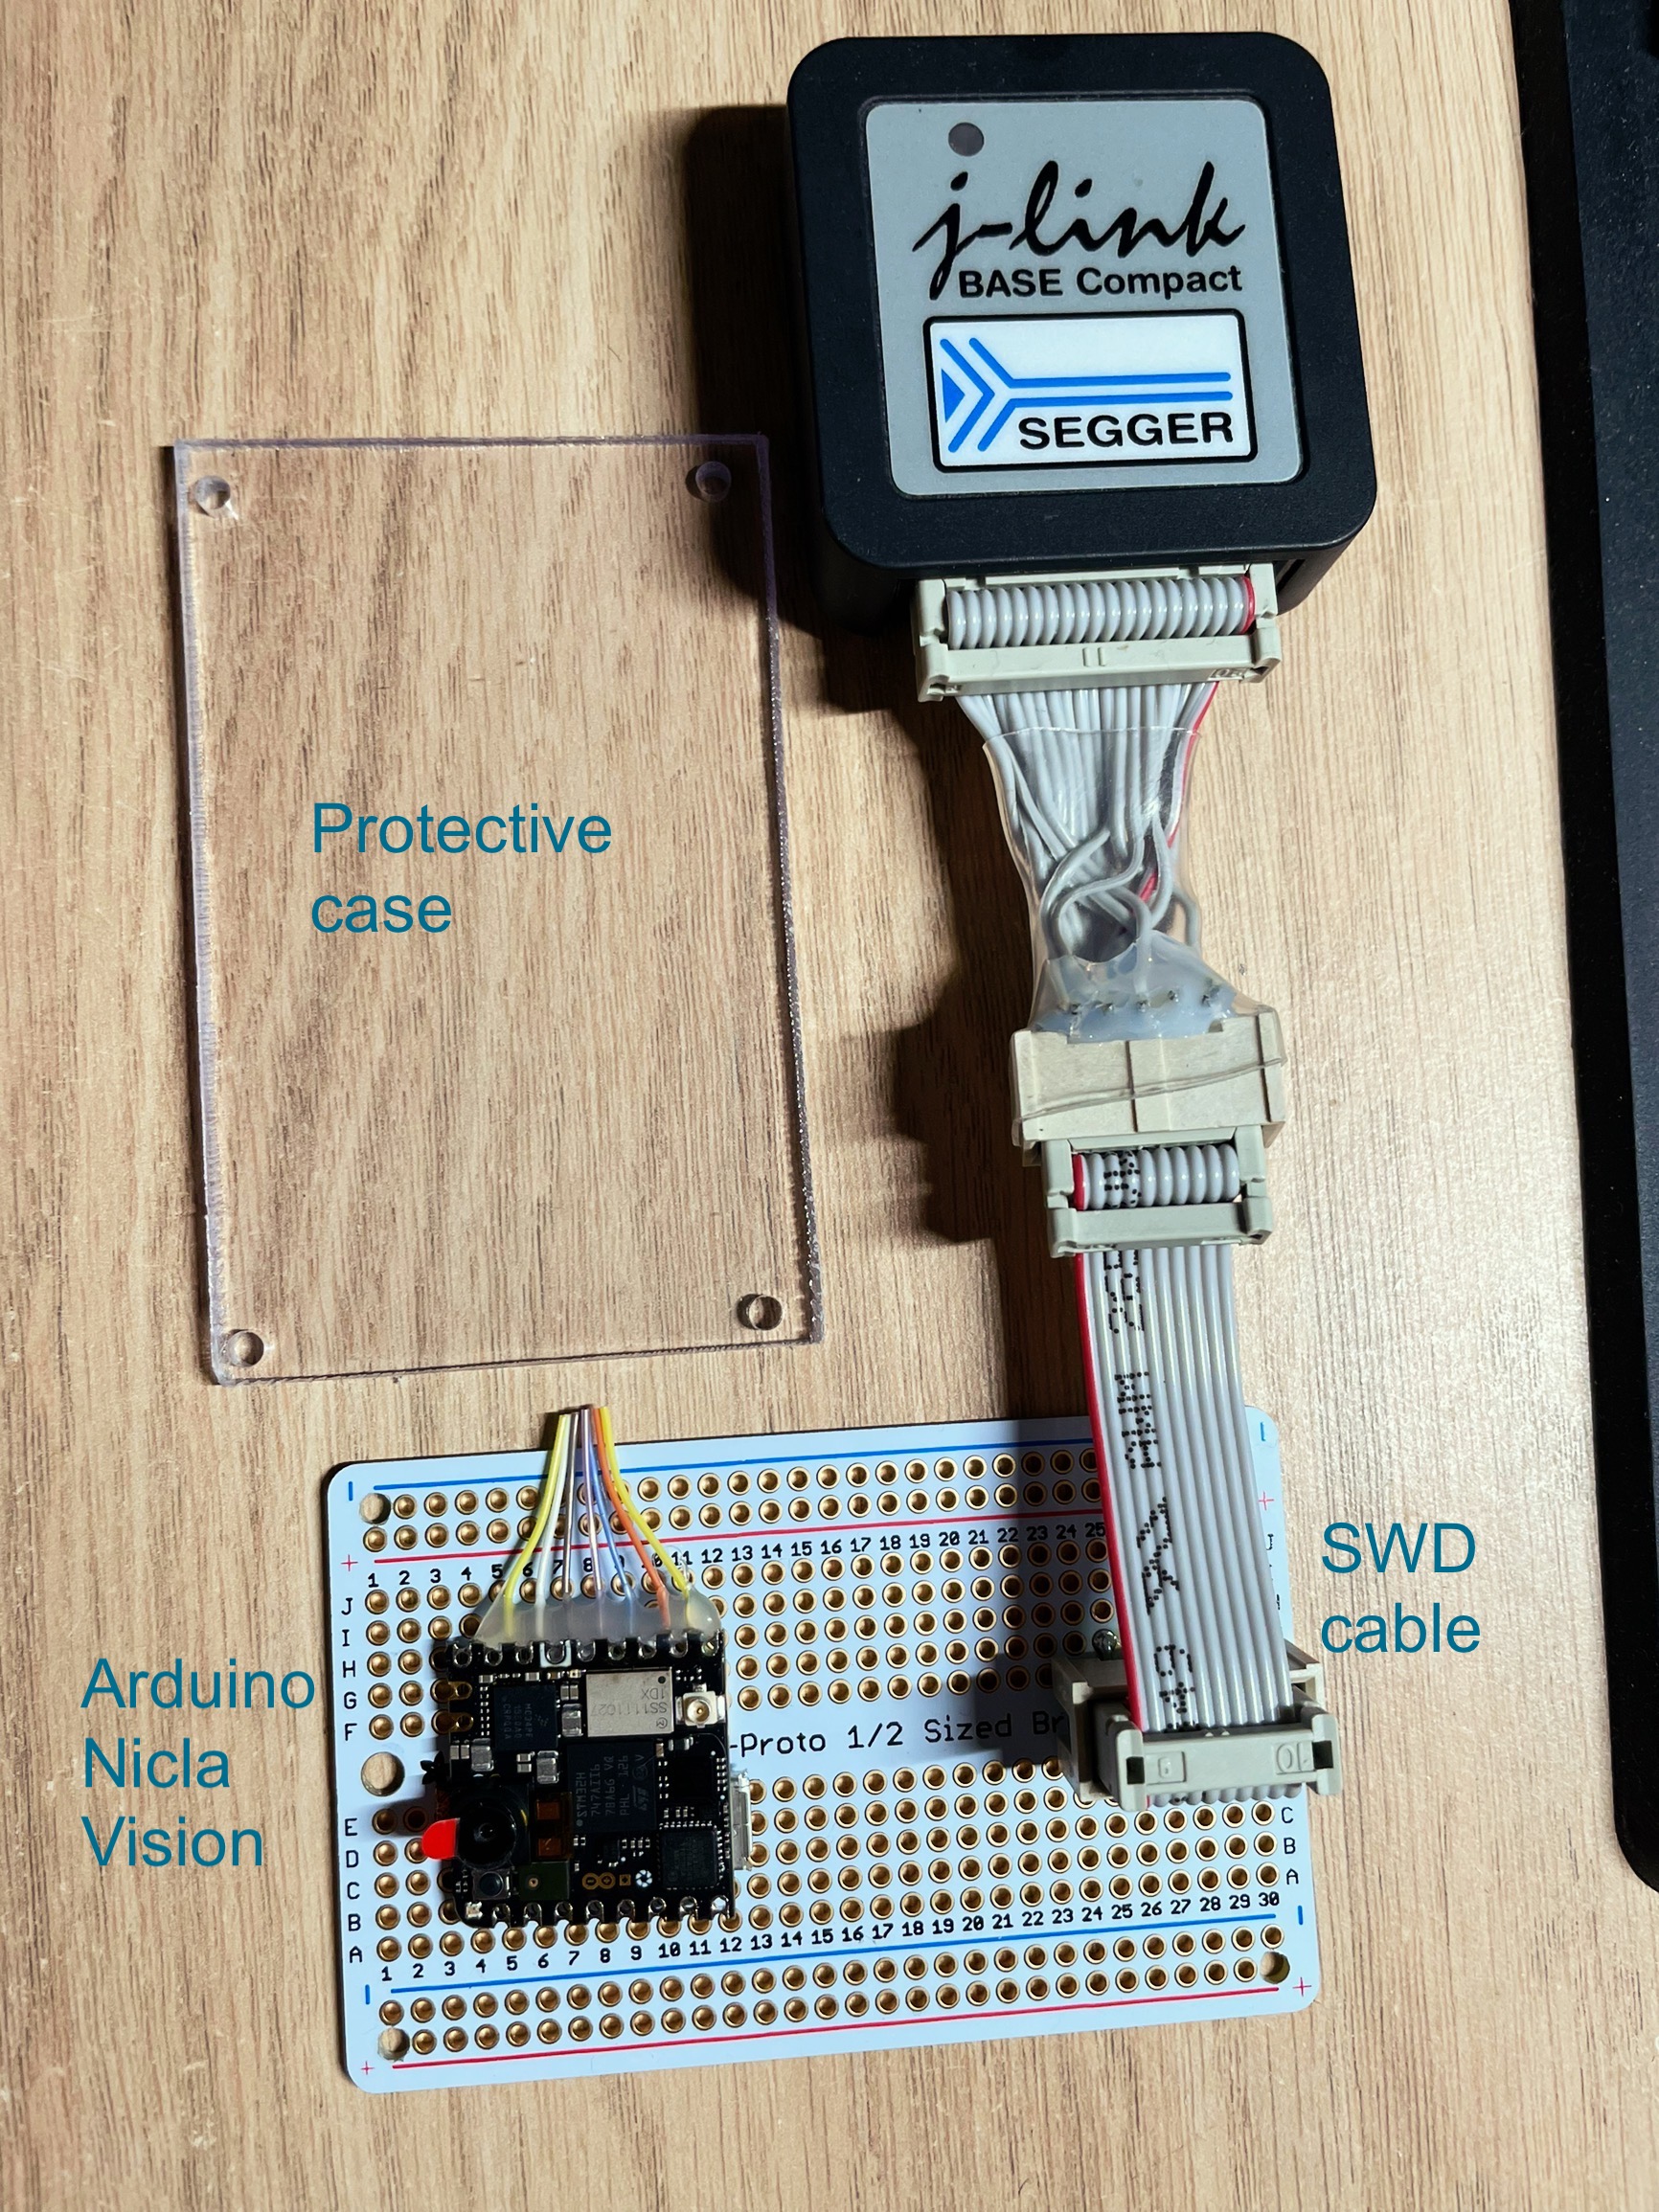 j-link
BASE Compact
SEGGER
Protective
case
1 2 3 4 5 6 7 8 9 10 11 12 13 14 15 16 17 18 19 20 21 22 23 24 25
J
I
H
G
F
-Proto 1/2 Sized Br
SWD
cable
Arduino
Nicla
Vision
STM32H
747AII6
E
D
C
B
A
C
B
A
1 2 3 4 5 6 7 8 9 10 11 12 13 14 15 16 17 18 19 20 21 22 23 24 25 26 27 28 29 30